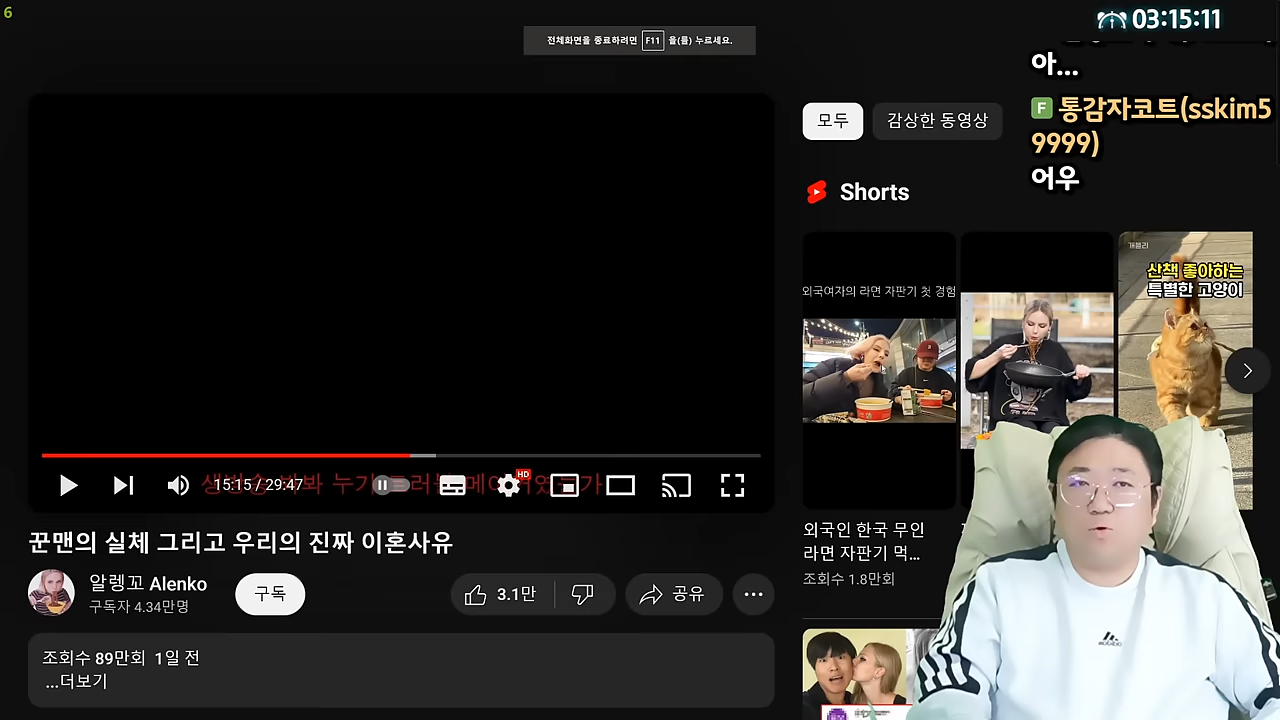 6
전체화면을 종료하려면 F11 을(를) 누르세요.
03:15:11
아...
F 통감자코트(sskim5
9999)
어우
모두
감상한 동영상
Shorts
외국여자의 라면 자판기 첫 경험
개블리
산책 좋아하는
특별한 고양이
15:15 / 29:47
HD
꾼맨의 실체 그리고 우리의 진짜 이혼사유
알렝꼬 Alenko
구독자 4.34만명
구독
3.1만
공유
조회수 89만회 1일 전
...더보기
외국인 한국 무인
라면 자판기 먹...
조회수 1.8만회